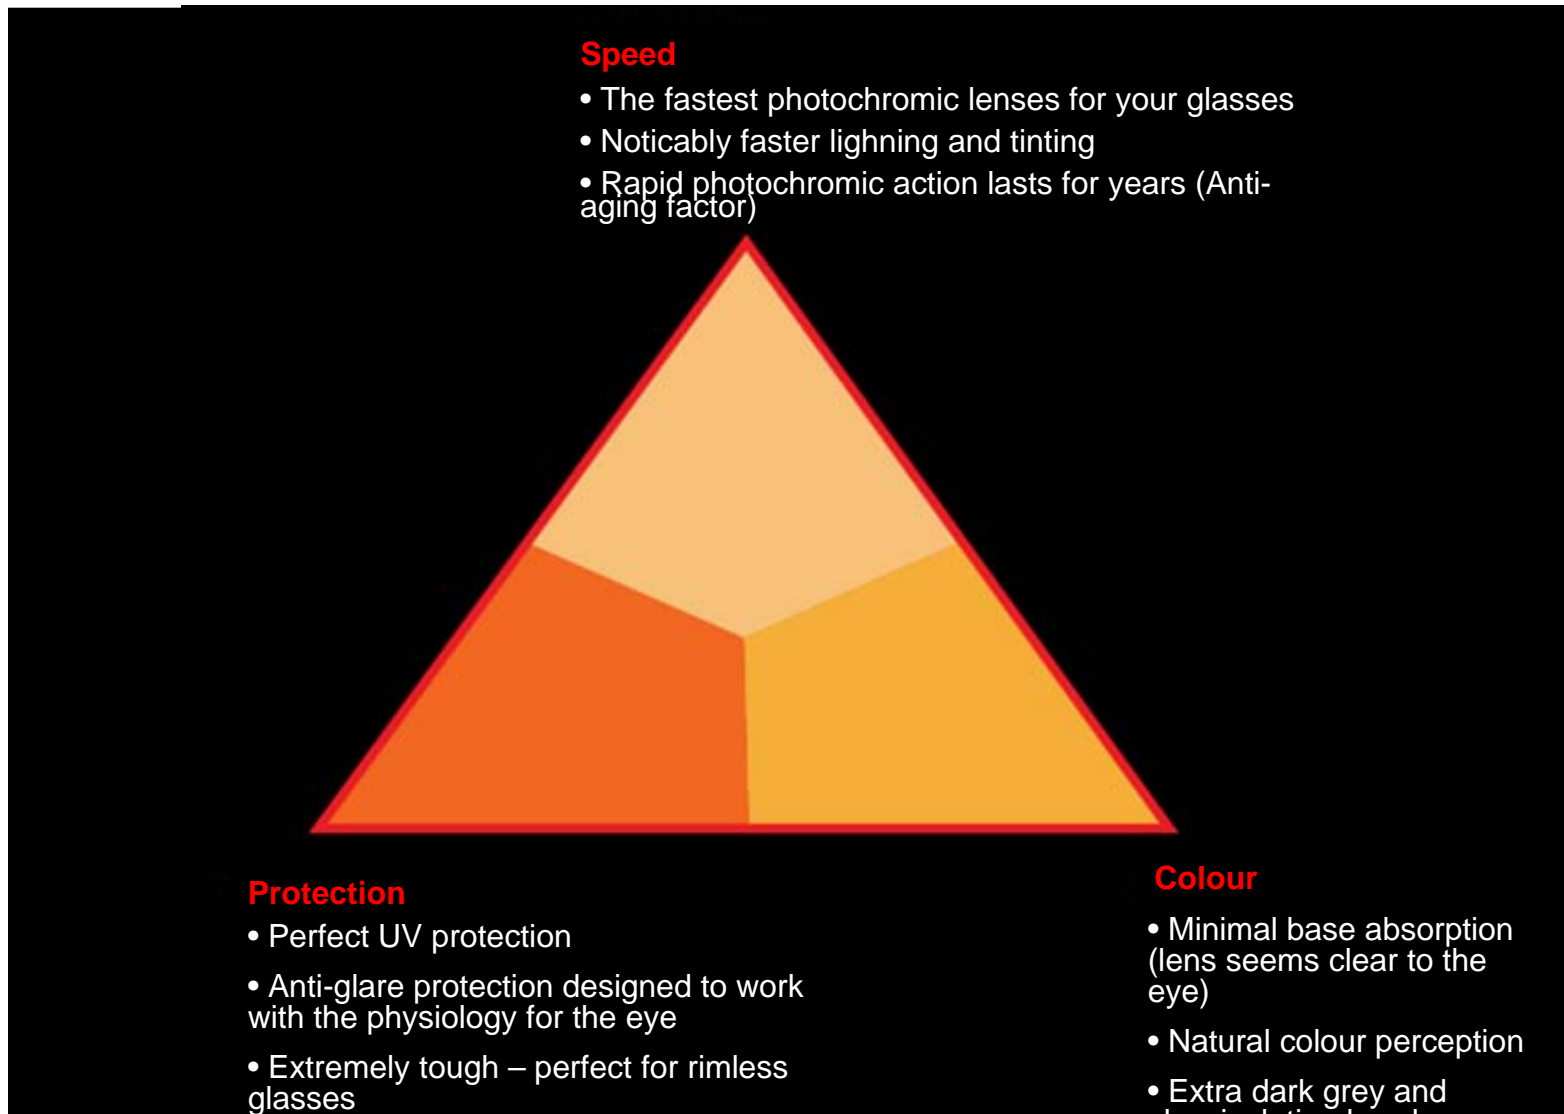 Speed
• The fastest photochromic lenses for your glasses
• Noticably faster lighning and tinting
• Rapid photochromic action lasts for years (Anti-
aging factor)
Protection
• Perfect UV protection
• Anti-glare protection designed to work
with the physiology for the eye
• Extremely tough – perfect for rimless
glasses
Colour
• Minimal base absorption
(lens seems clear to the
eye)
• Natural colour perception
• Extra dark grey and